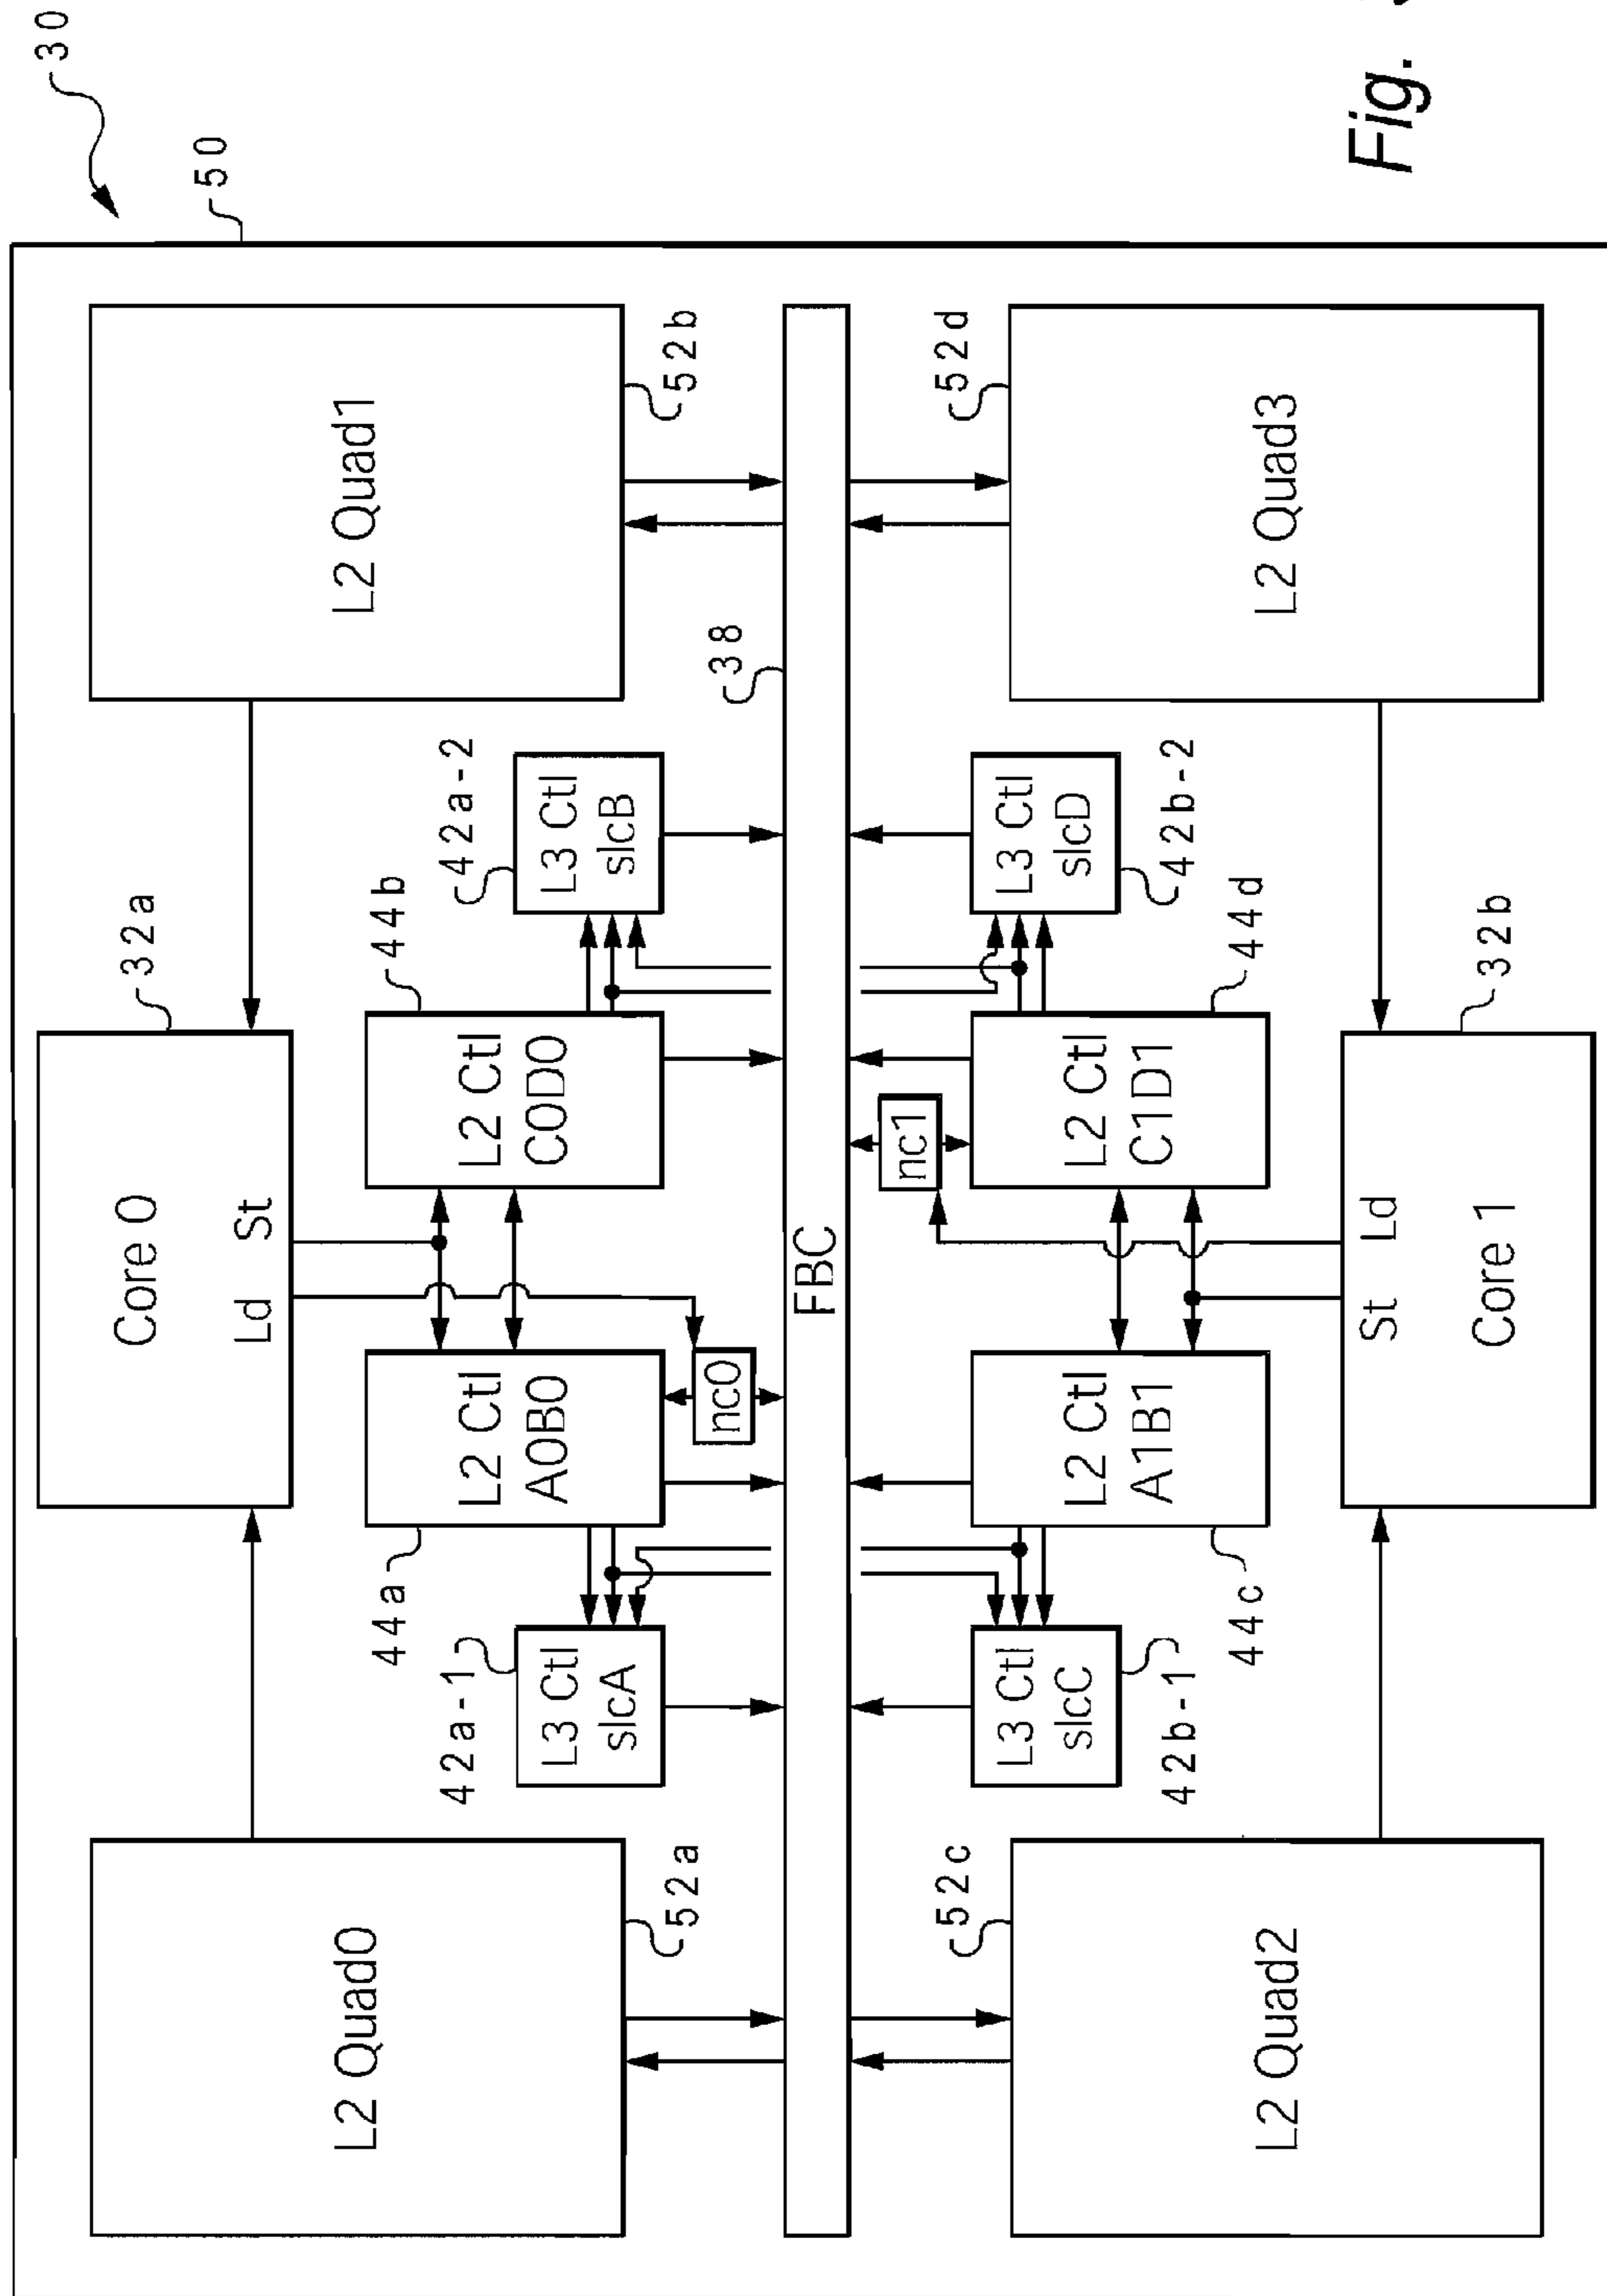 30
50
Core 0
Ld St
32a
L2 Quad0
52a
L2 Quad1
52b
L2 Ctl
A0B0
44a
L2 Ctl
C0D0
44b
L3 Ctl
slcA
42a-1
L3 Ctl
slcB
42a-2
nc0
FBC
38
nc1
L3 Ctl
slcC
42b-1
L3 Ctl
slcD
42b-2
L2 Ctl
A1B1
44c
L2 Ctl
C1D1
44d
L2 Quad2
52c
L2 Quad3
52d
St Ld
Core 1
32b
Fig.